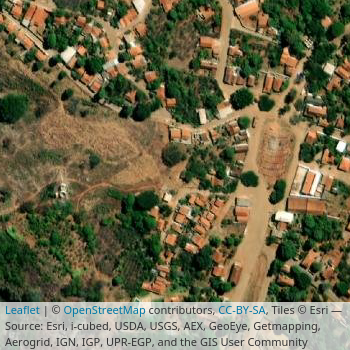 Leaflet | © OpenStreetMap contributors, CC-BY-SA, Tiles © Esri —
Source: Esri, i-cubed, USDA, USGS, AEX, GeoEye, Getmapping,
Aerogrid, IGN, IGP, UPR-EGP, and the GIS User Community